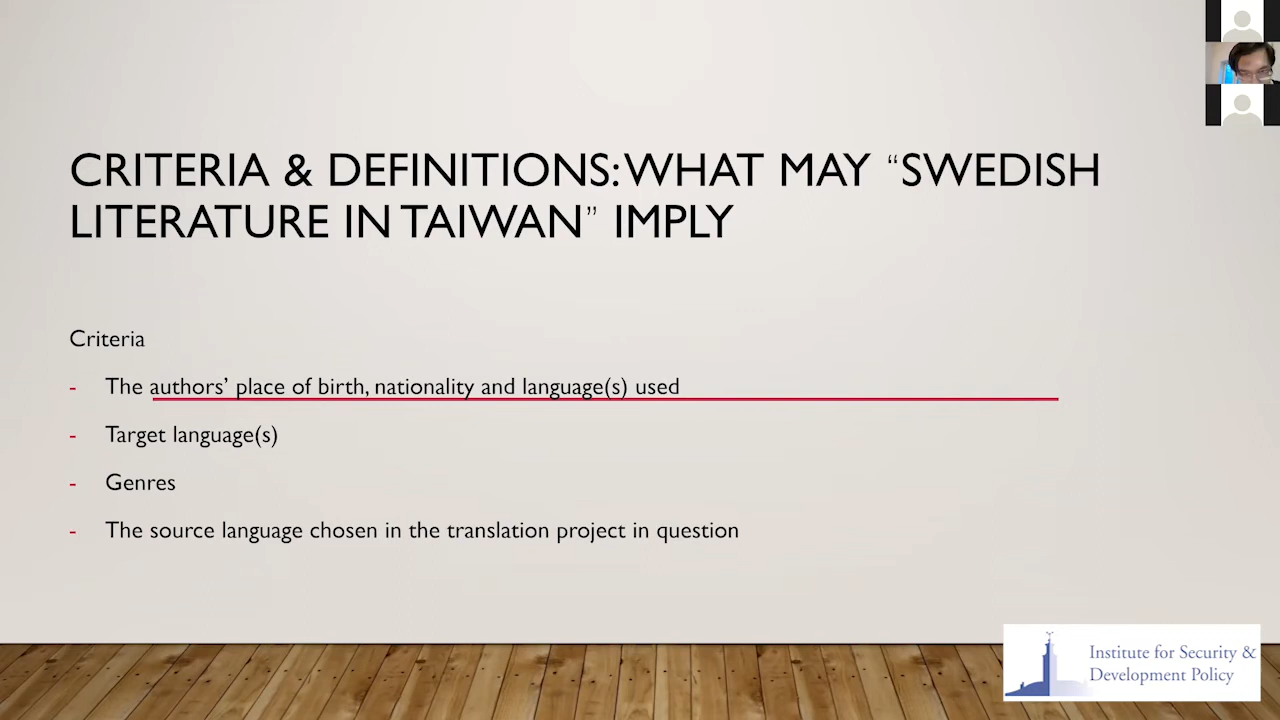 CRITERIA & DEFINITIONS: WHAT MAY “SWEDISH
LITERATURE IN TAIWAN” IMPLY
Criteria
- The authors’ place of birth, nationality and language(s) used
- Target language(s)
- Genres
- The source language chosen in the translation project in question
Institute for Security &
Development Policy